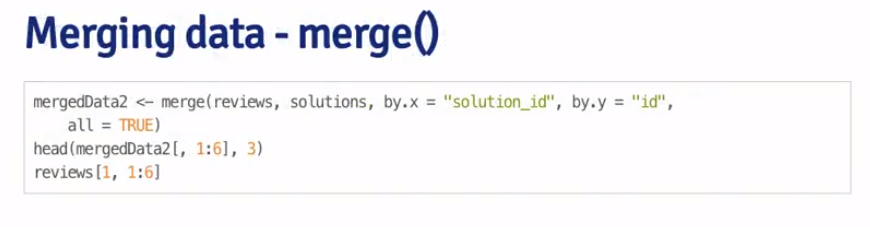 Merging data - merge()
mergedData2 <- merge(reviews, solutions, by.x = "solution_id", by.y = "id",
    all = TRUE)
head(mergedData2[, 1:6], 3)
reviews[1, 1:6]